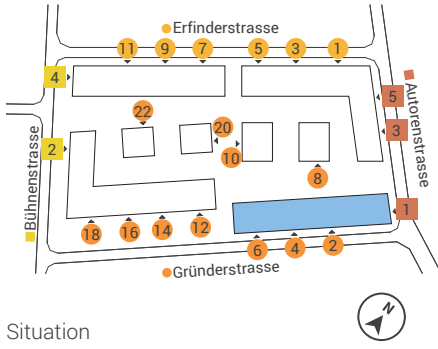 Erfinderstrasse
11 9 7 5 3 1
4
5
Autorenstrasse
3
22
20
10
2
8
Bühnenstrasse
1
18 16 14 12
6 4 2
Gründerstrasse
N
Situation